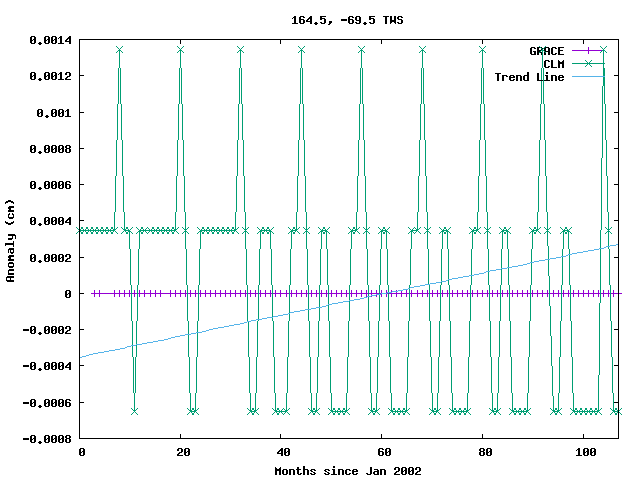 164.5, -69.5 TWS
GRACE
CLM
Trend Line
0.0014
0.0012
0.001
0.0008
0.0006
0.0004
0.0002
0
-0.0002
-0.0004
-0.0006
-0.0008
Anomaly (cm)
0 20 40 60 80 100
Months since Jan 2002